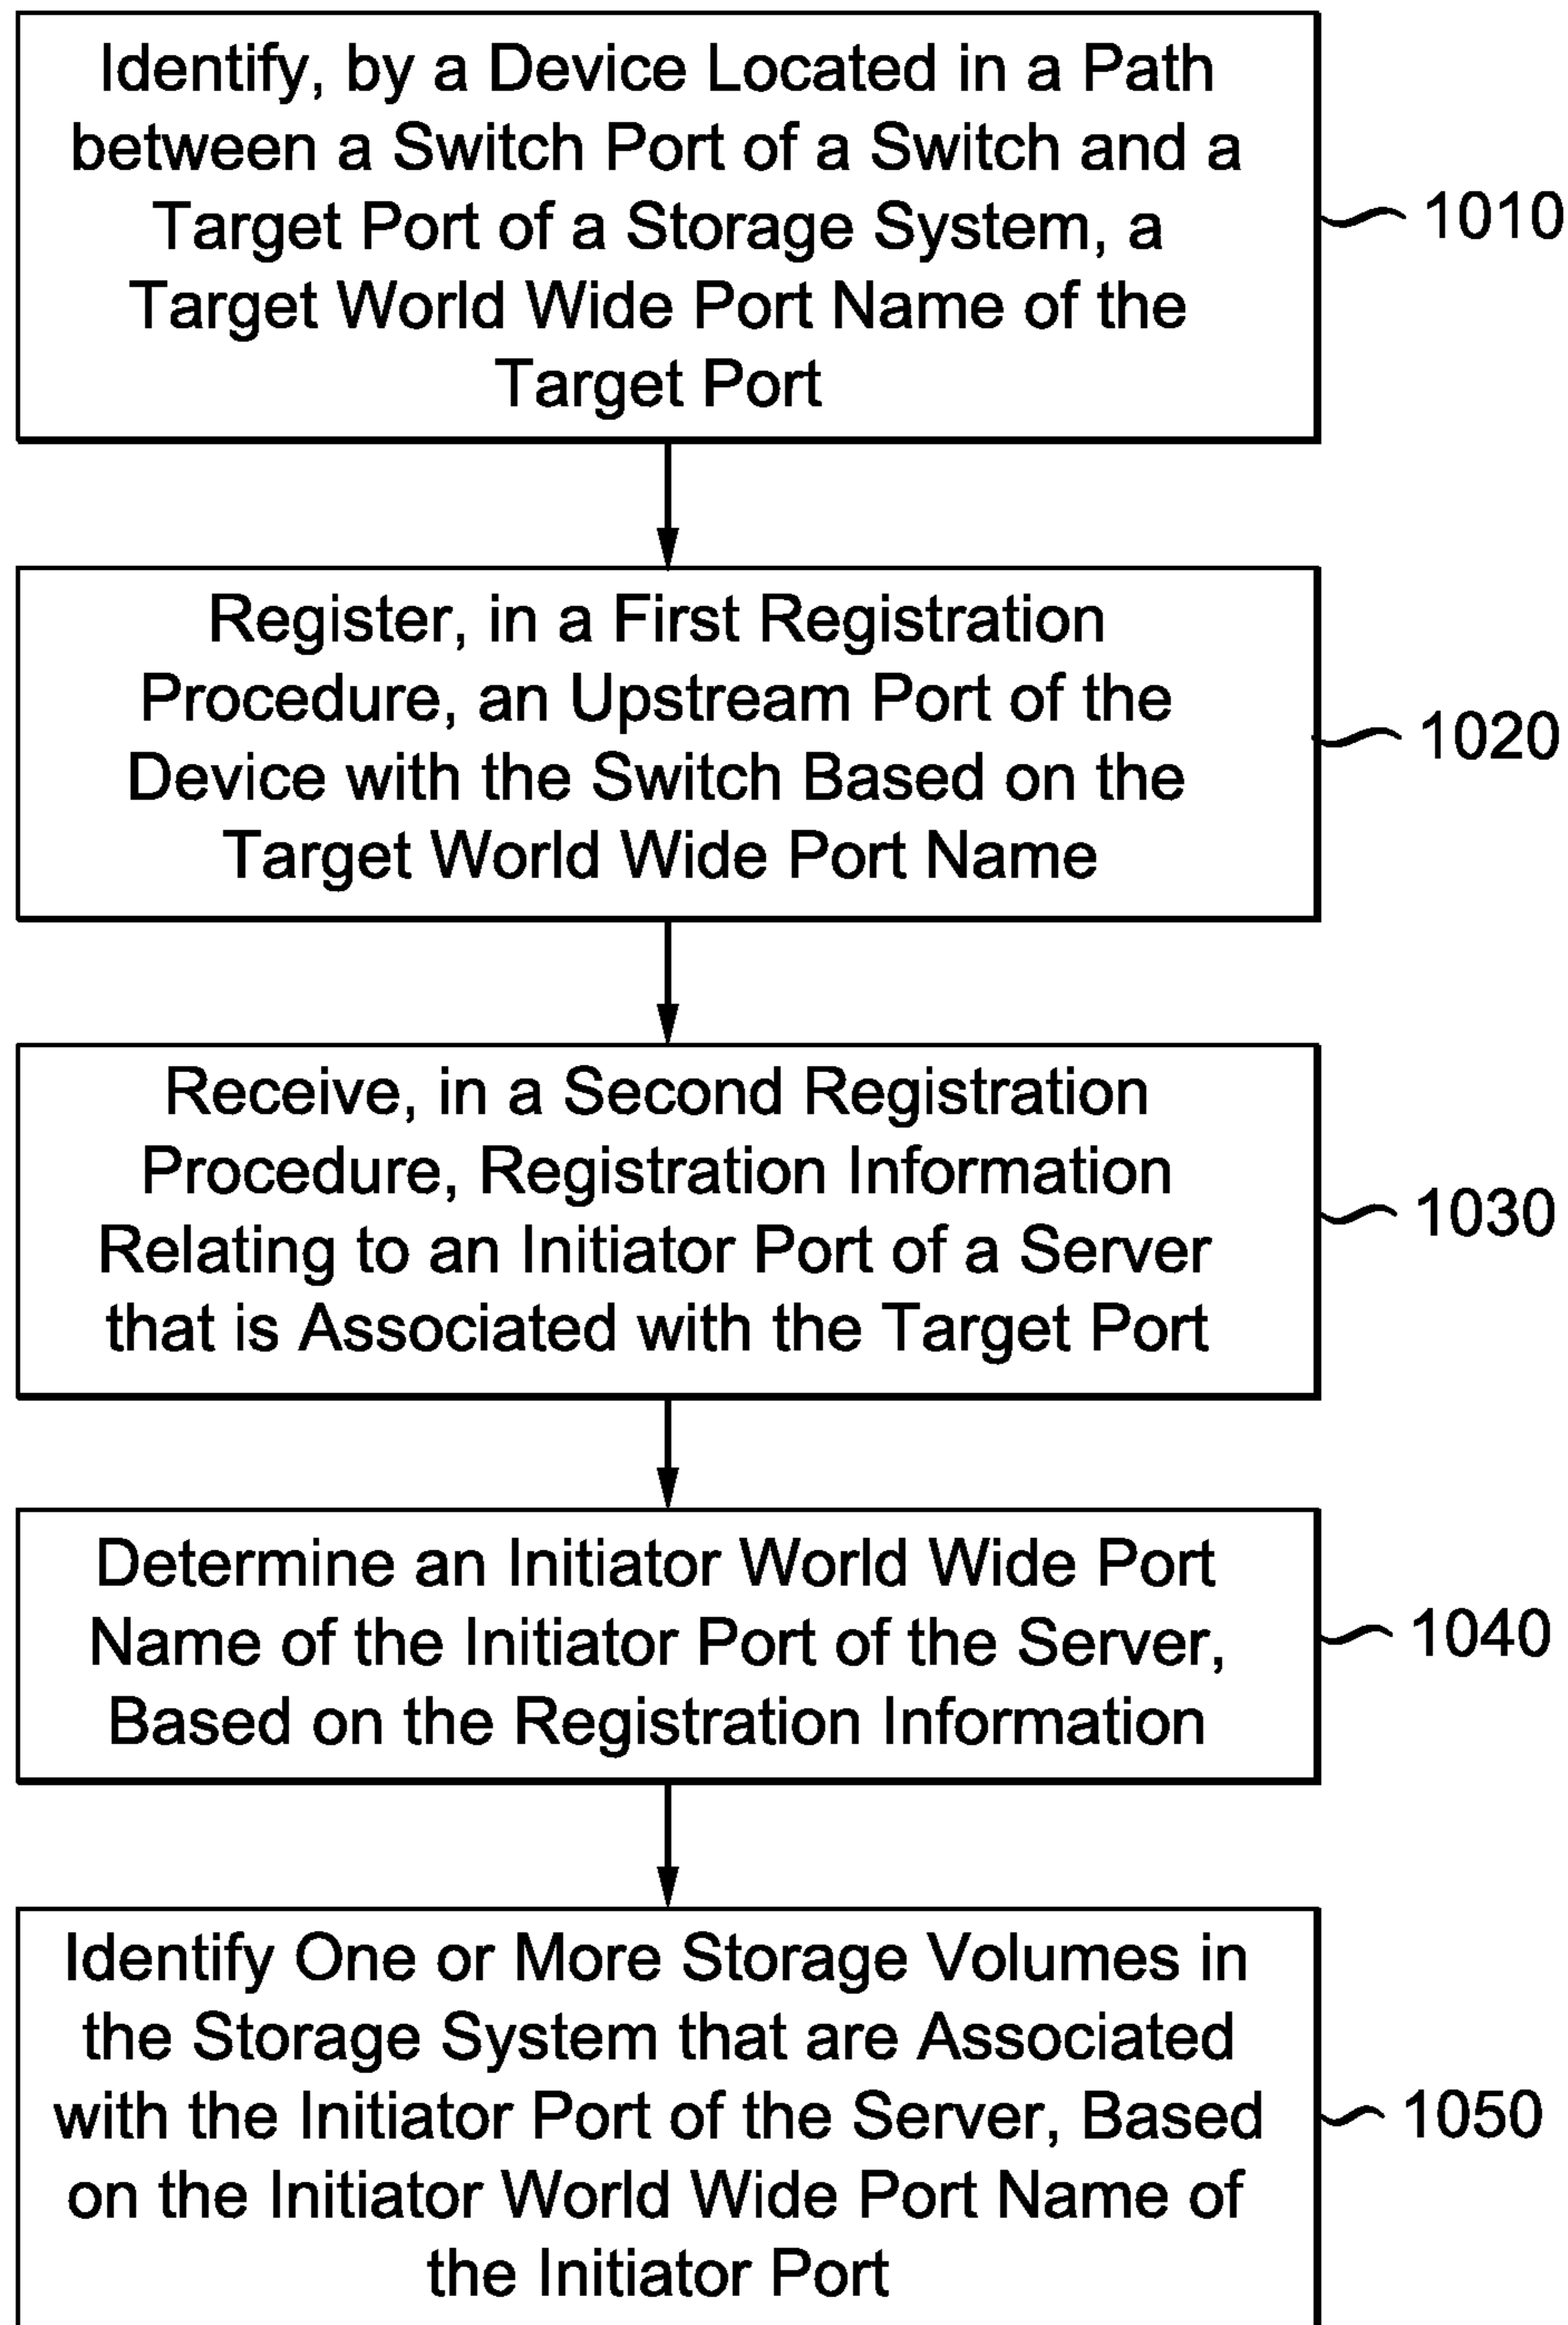 Identify, by a Device Located in a Path
between a Switch Port of a Switch and a
Target Port of a Storage System, a
Target World Wide Port Name of the
Target Port
1010
Register, in a First Registration
Procedure, an Upstream Port of the
Device with the Switch Based on the
Target World Wide Port Name
1020
Receive, in a Second Registration
Procedure, Registration Information
Relating to an Initiator Port of a Server
that is Associated with the Target Port
1030
Determine an Initiator World Wide Port
Name of the Initiator Port of the Server,
Based on the Registration Information
1040
Identify One or More Storage Volumes in
the Storage System that are Associated
with the Initiator Port of the Server, Based
on the Initiator World Wide Port Name of
the Initiator Port
1050